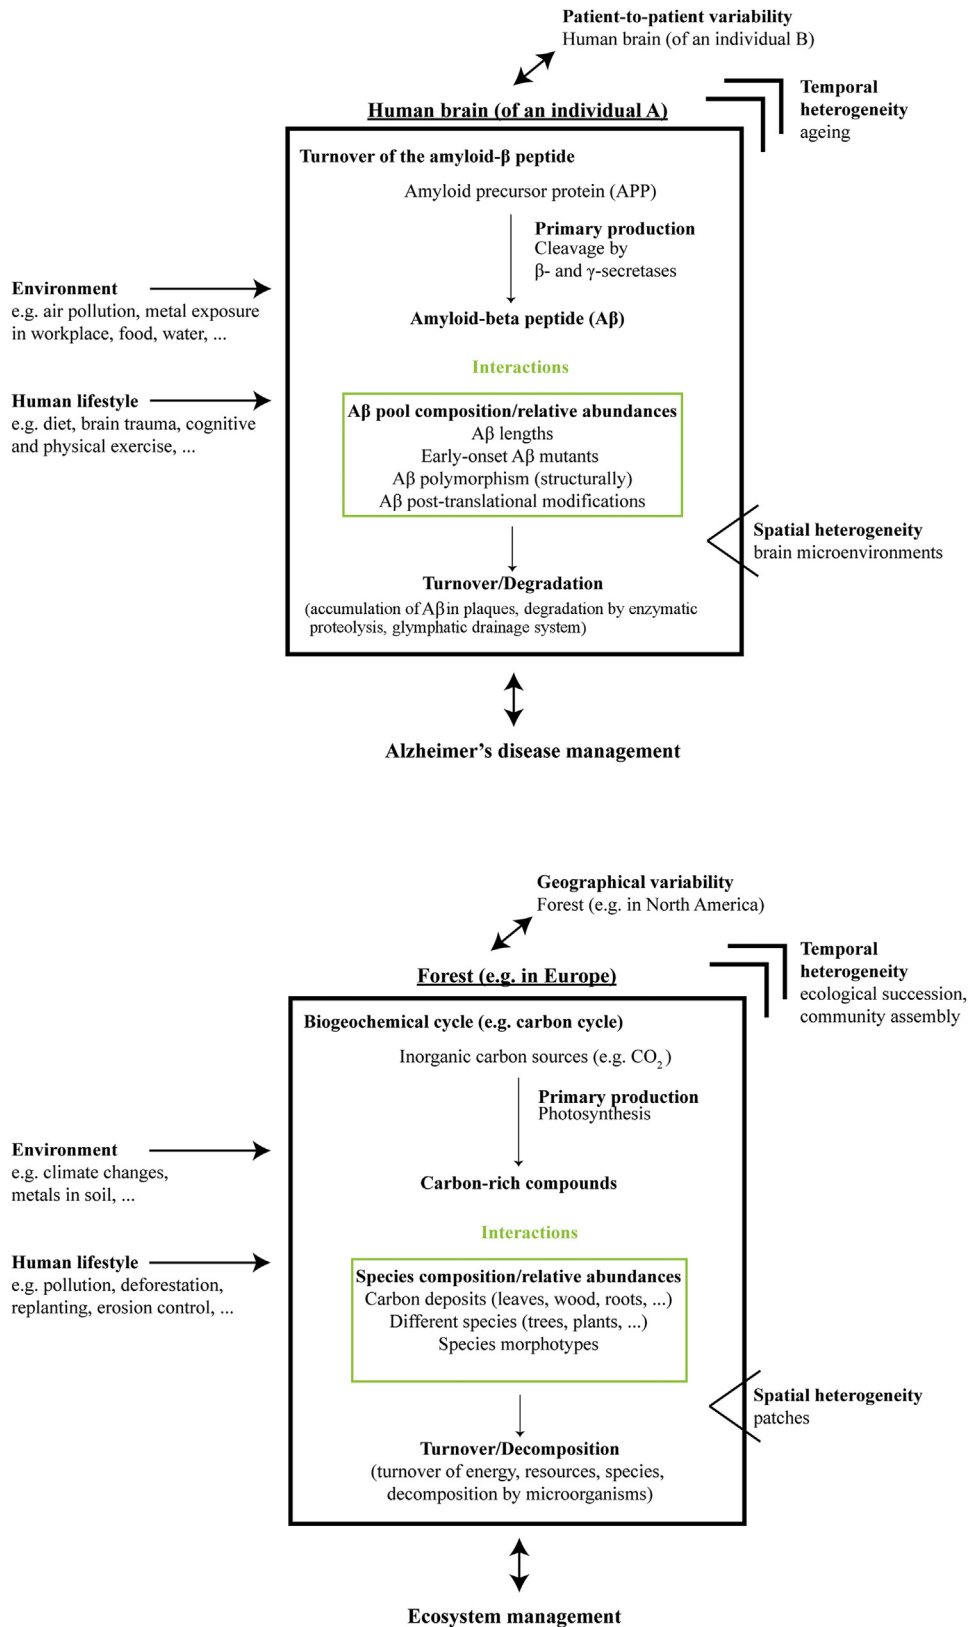 Patient-to-patient variability
Human brain (of an individual B)
Temporal
heterogeneity
ageing
Human brain (of an individual A)
Turnover of the amyloid-β peptide
Amyloid precursor protein (APP)
Primary production
Cleavage by
β- and γ-secretases
Environment
e.g. air pollution, metal exposure
in workplace, food, water, ...
Amyloid-beta peptide (Aβ)
Interactions
Human lifestyle
e.g. diet, brain trauma, cognitive
and physical exercise, ...
Aβ pool composition/relative abundances
Aβ lengths
Early-onset Aβ mutants
Aβ polymorphism (structurally)
Aβ post-translational modifications
Spatial heterogeneity
brain microenvironments
Turnover/Degradation
(accumulation of Aβ in plaques, degradation by enzymatic
proteolysis, glymphatic drainage system)
Alzheimer’s disease management
Geographical variability
Forest (e.g. in North America)
Temporal
heterogeneity
ecological succession,
community assembly
Forest (e.g. in Europe)
Biogeochemical cycle (e.g. carbon cycle)
Inorganic carbon sources (e.g. CO₂)
Primary production
Photosynthesis
Environment
e.g. climate changes,
metals in soil, ...
Carbon-rich compounds
Interactions
Human lifestyle
e.g. pollution, deforestation,
replanting, erosion control, ...
Species composition/relative abundances
Carbon deposits (leaves, wood, roots, ...)
Different species (trees, plants, ...)
Species morphotypes
Spatial heterogeneity
patches
Turnover/Decomposition
(turnover of energy, resources, species,
decomposition by microorganisms)
Ecosystem management